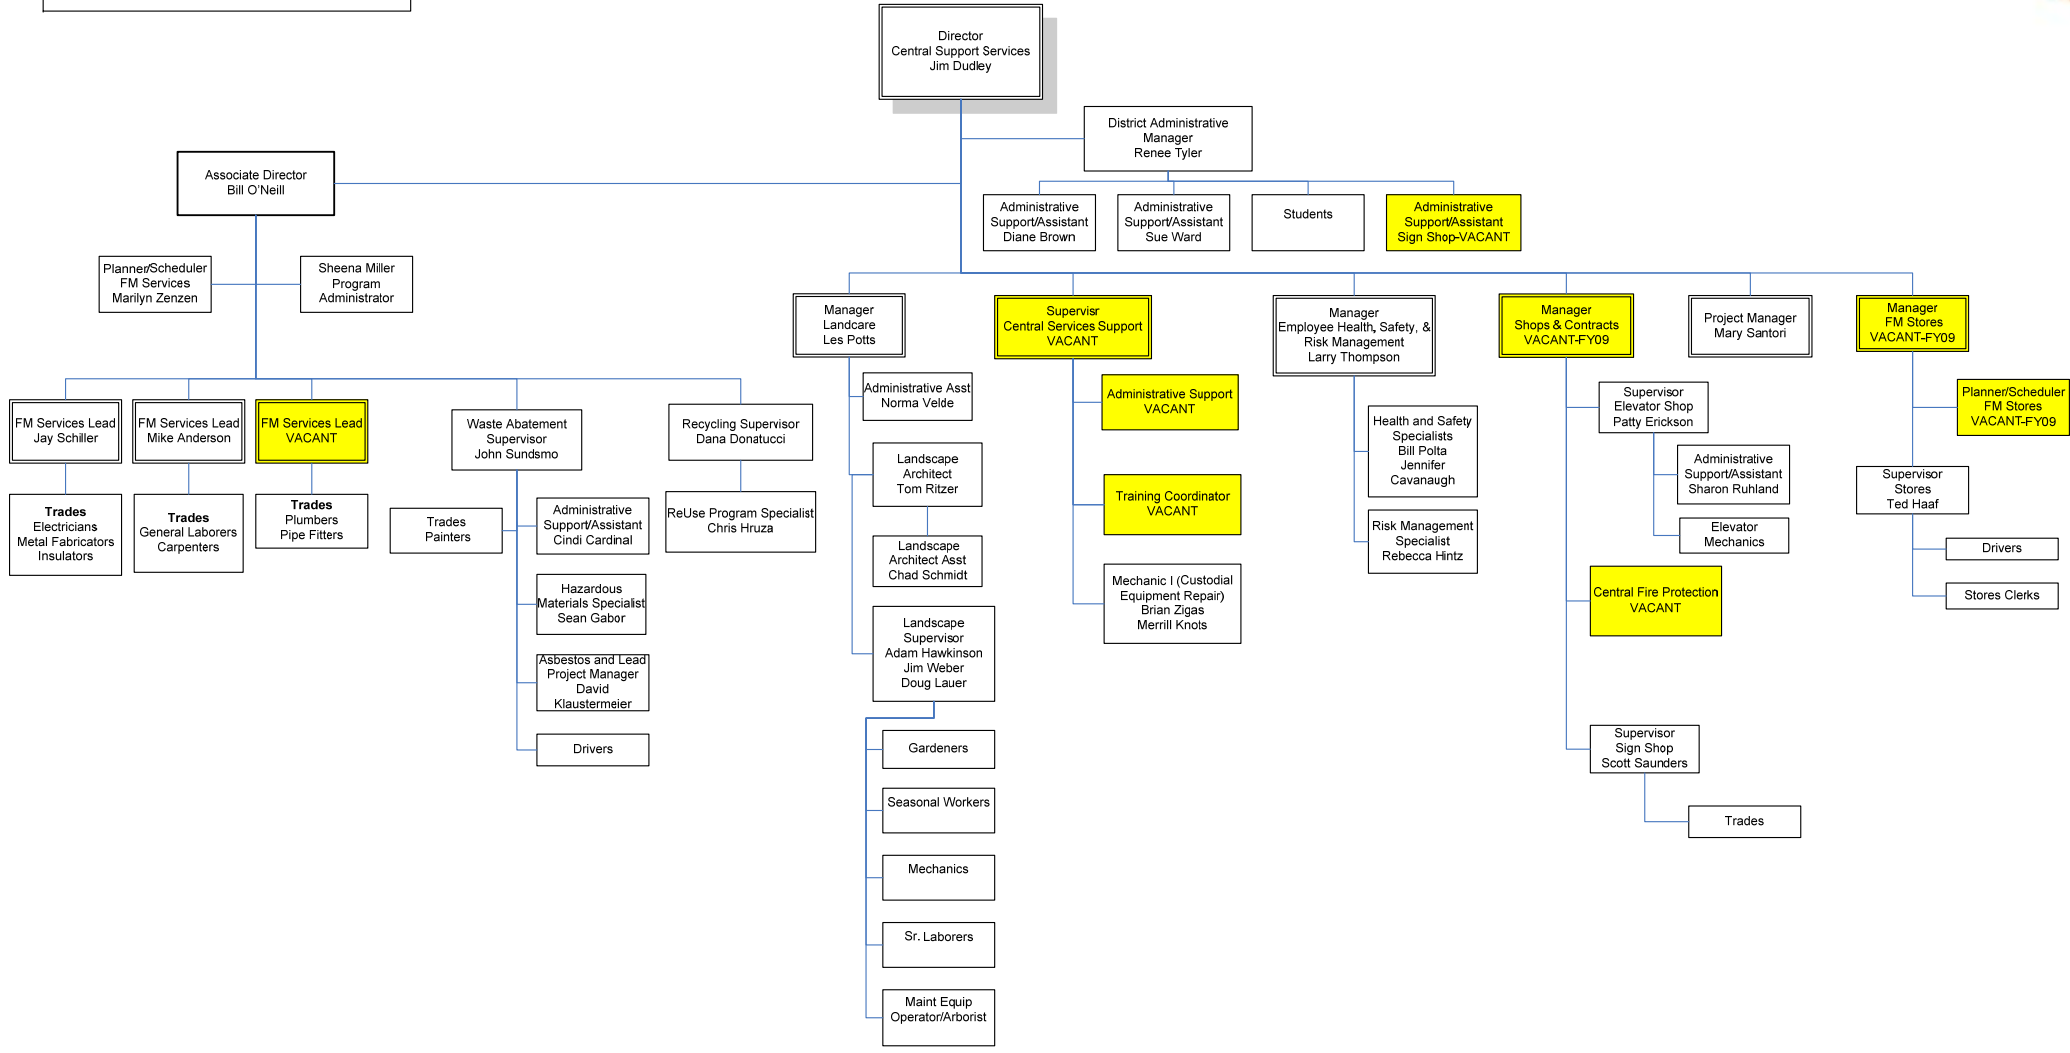 Director
Central Support Services
Jim Dudley
District Administrative
Manager
Renee Tyler
Associate Director
Bill O'Neill
Administrative
Support/Assistant
Diane Brown
Administrative
Support/Assistant
Sue Ward
Students
Administrative
Support/Assistant
Sign Shop-VACANT
Planner/Scheduler
FM Services
Marilyn Zenzen
Sheena Miller
Program
Administrator
Manager
Landcare
Les Potts
Supervisr
Central Services Support
VACANT
Manager
Employee Health, Safety, &
Risk Management
Larry Thompson
Manager
Shops & Contracts
VACANT-FY09
Project Manager
Mary Santori
Manager
FM Stores
VACANT-FY09
FM Services Lead
Jay Schiller
FM Services Lead
Mike Anderson
FM Services Lead
VACANT
Waste Abatement
Supervisor
John Sundsmo
Recycling Supervisor
Dana Donatucci
Trades
Electricians
Metal Fabricators
Insulators
Trades
General Laborers
Carpenters
Trades
Plumbers
Pipe Fitters
Trades
Painters
Administrative
Support/Assistant
Cindi Cardinal
Hazardous
Materials Specialist
Sean Gabor
Asbestos and Lead
Project Manager
David
Klaustermeier
Drivers
ReUse Program Specialist
Chris Hruza
Administrative Asst
Norma Velde
Landscape
Architect
Tom Ritzer
Landscape
Architect Asst
Chad Schmidt
Landscape
Supervisor
Adam Hawkinson
Jim Weber
Doug Lauer
Gardeners
Seasonal Workers
Mechanics
Sr. Laborers
Maint Equip
Operator/Arborist
Administrative Support
VACANT
Training Coordinator
VACANT
Mechanic I (Custodial
Equipment Repair)
Brian Zigas
Merrill Knots
Health and Safety
Specialists
Bill Polta
Jennifer
Cavanaugh
Risk Management
Specialist
Rebecca Hintz
Supervisor
Elevator Shop
Patty Erickson
Administrative
Support/Assistant
Sharon Ruhland
Elevator
Mechanics
Central Fire Protection
VACANT
Supervisor
Sign Shop
Scott Saunders
Trades
Planner/Scheduler
FM Stores
VACANT-FY09
Supervisor
Stores
Ted Haaf
Drivers
Stores Clerks